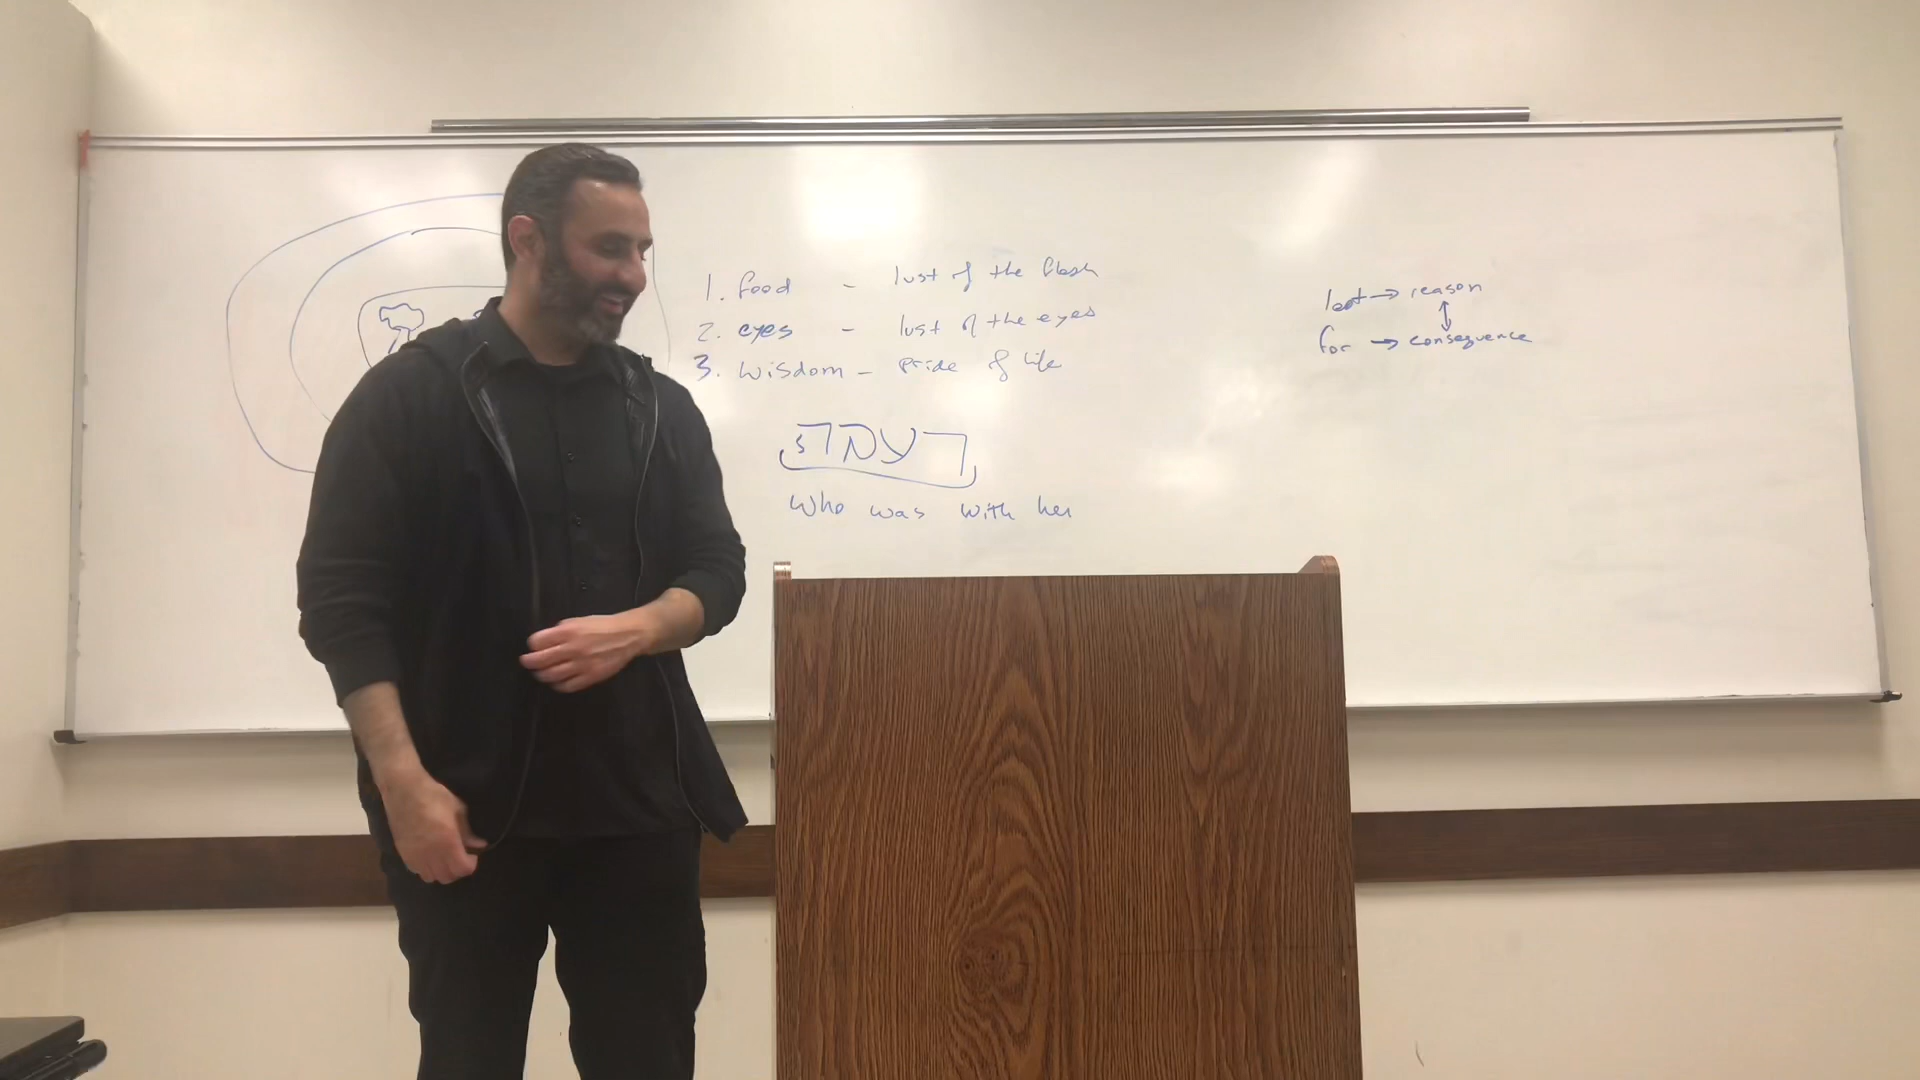 1. food - lust of the flesh
2. eyes - lust of the eyes
3. wisdom - pride of life
who was with her
lest → reason
for → consequence